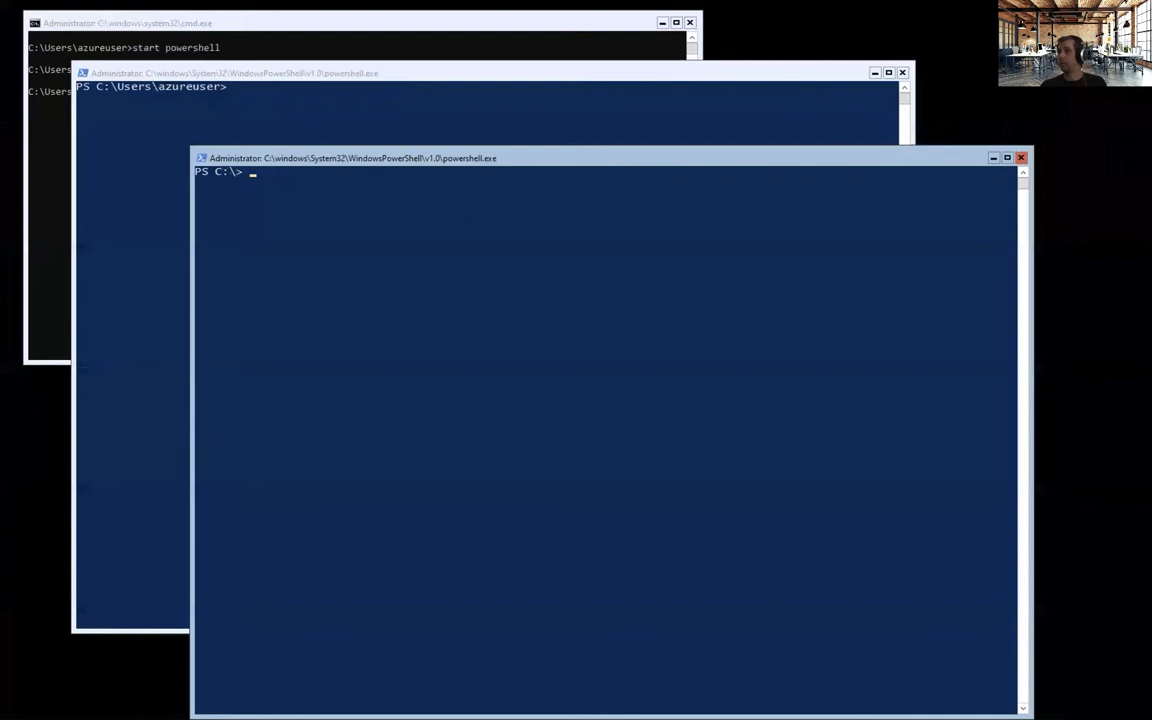 Administrator: C:\windows\system32\cmd.exe
C:\Users\azureuser>start powershell
C:\Users
C:\Users
Administrator: C:\windows\System32\WindowsPowerShell\v1.0\powershell.exe
PS C:\Users\azureuser>
Administrator: C:\windows\System32\WindowsPowerShell\v1.0\powershell.exe
PS C:\> _